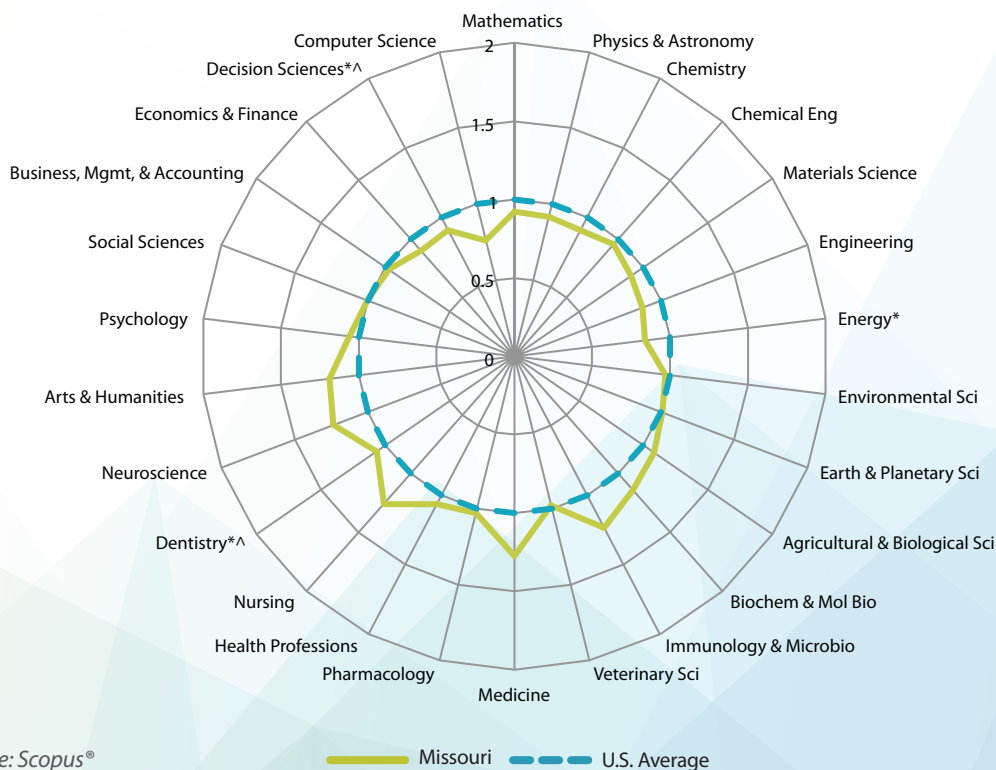 Mathematics
Computer Science
Physics & Astronomy
Decision Sciences*^
Chemistry
Economics & Finance
Chemical Eng
Business, Mgmt, & Accounting
Materials Science
Social Sciences
Engineering
Psychology
Energy*
Arts & Humanities
Environmental Sci
Neuroscience
Earth & Planetary Sci
Dentistry*^
Agricultural & Biological Sci
Nursing
Biochem & Mol Bio
Health Professions
Immunology & Microbio
Pharmacology
Veterinary Sci
Medicine
2
1.5
1
0.5
0
e: Scopus®
Missouri
U.S. Average